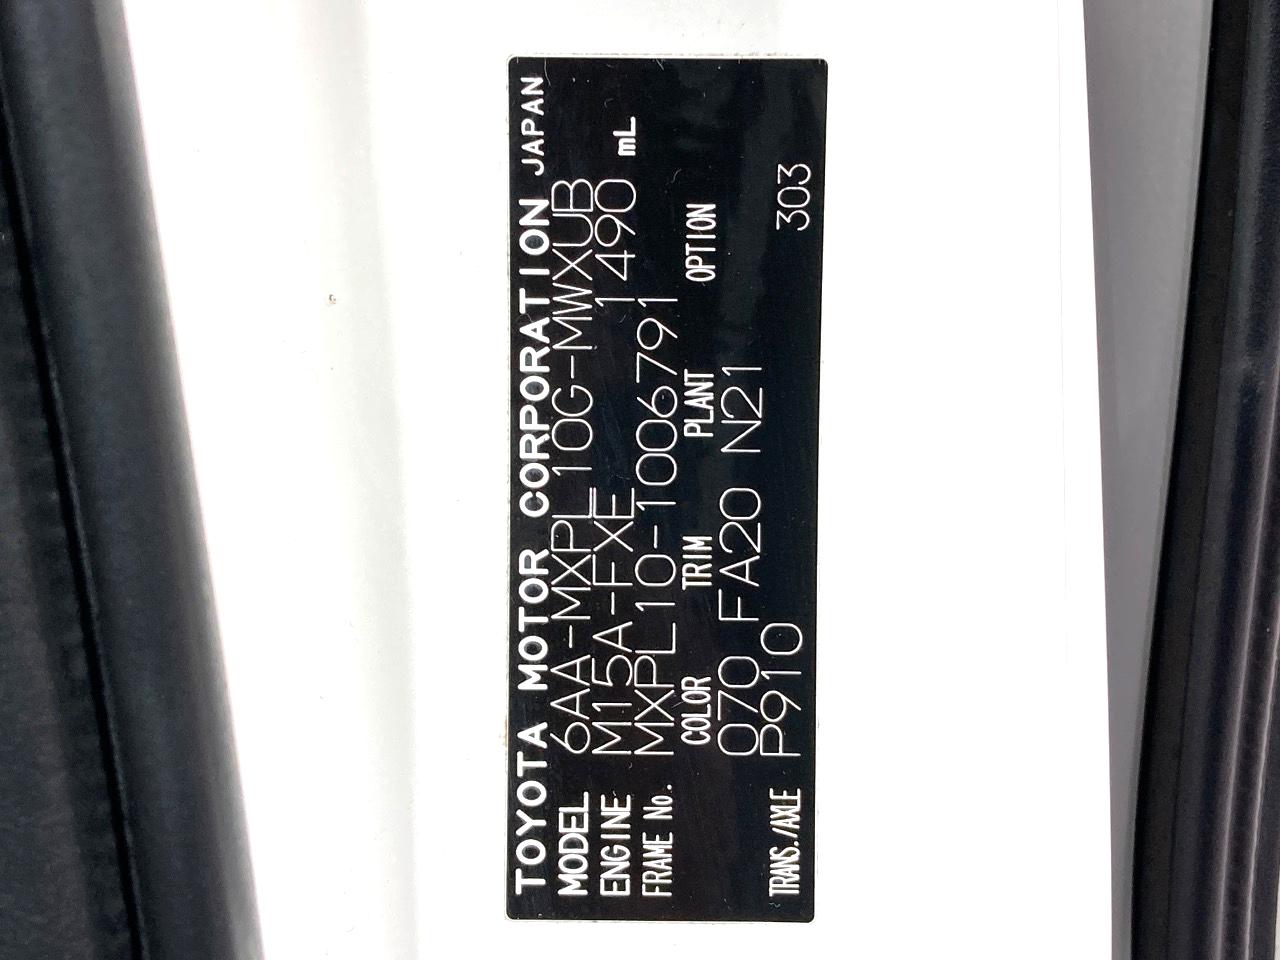 TOYOTA MOTOR CORPORATION JAPAN
MODEL 6AA-MXPL10G-MWXUB
ENGINE M15A-FXE 1490 mL
FRAME No. MXPL10-1006791
COLOR TRIM PLANT OPTION
070 FA20 N21
TRANS./AXLE P910 303